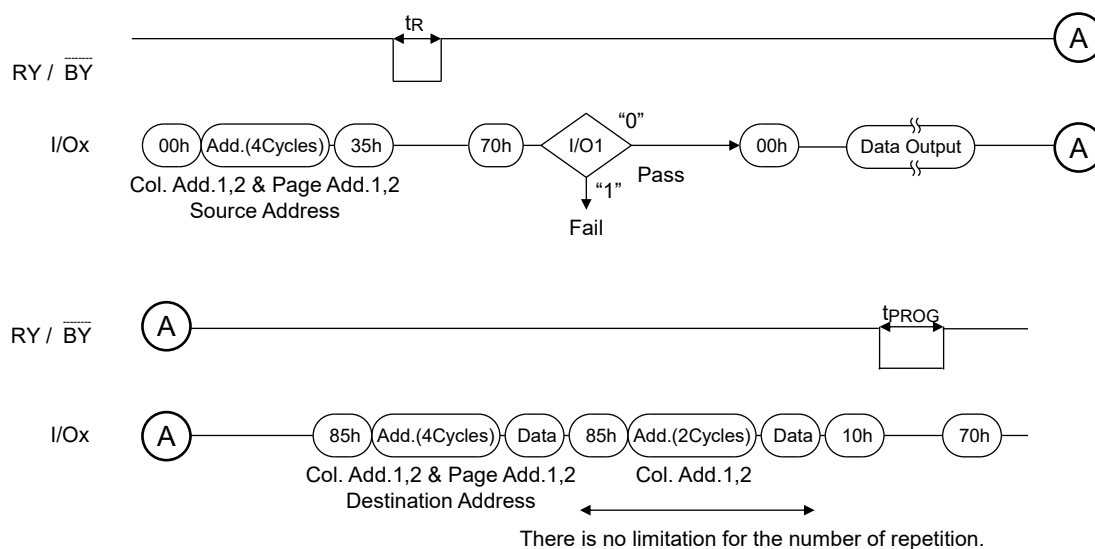 tR
A
RY / BY
I/Ox
00h
Add.(4Cycles)
35h
70h
I/O1
“0”
Pass
“1”
Fail
00h
Data Output
A
Col. Add.1,2 & Page Add.1,2
Source Address
A
tPROG
RY / BY
I/Ox
A
85h
Add.(4Cycles)
Data
85h
Add.(2Cycles)
Data
10h
70h
Col. Add.1,2 & Page Add.1,2
Destination Address
Col. Add.1,2
There is no limitation for the number of repetition.